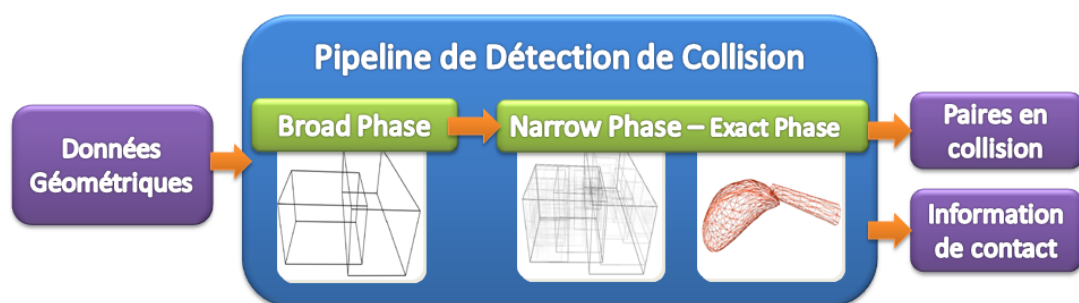 Pipeline de Détection de Collision
Données
Géométriques
Broad Phase
Narrow Phase – Exact Phase
Paires en
collision
Information
de contact